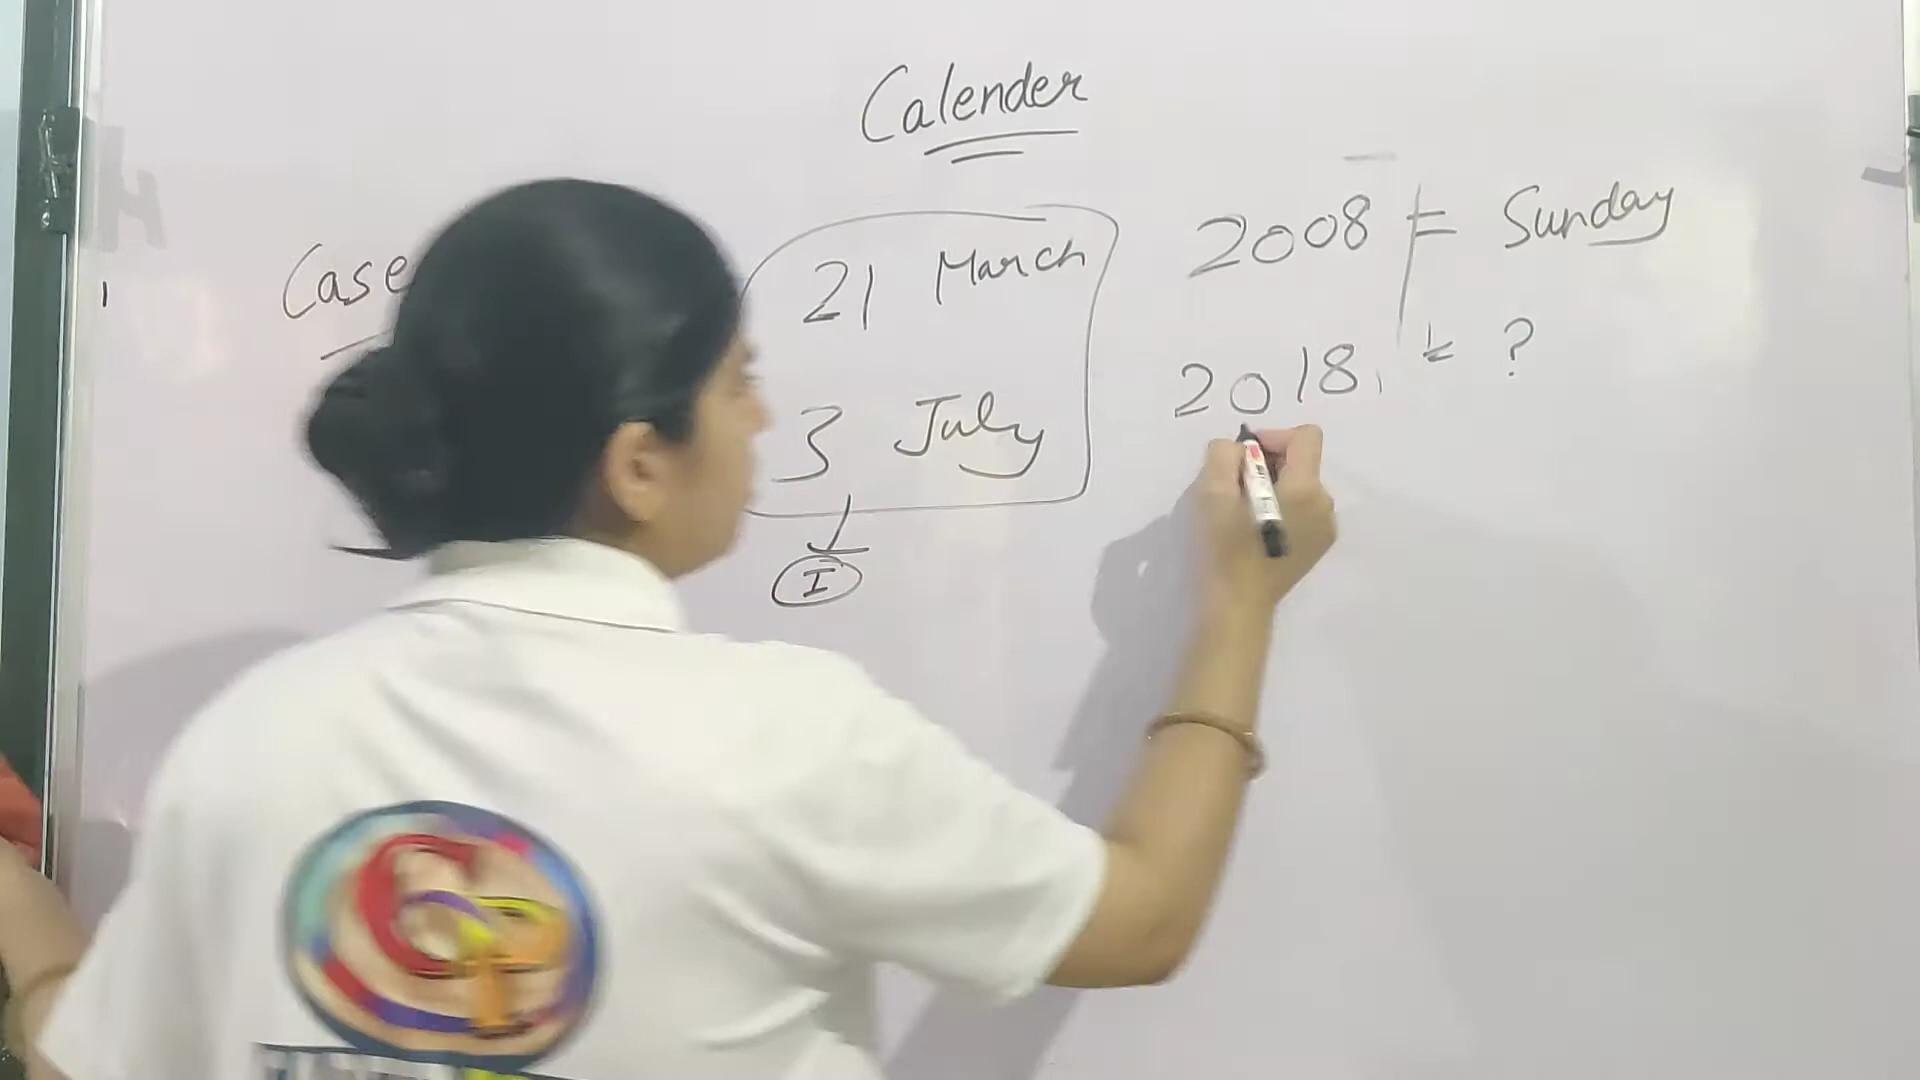 Calender
Case
21 March 2008 = Sunday
3 July 2018, = ?
I